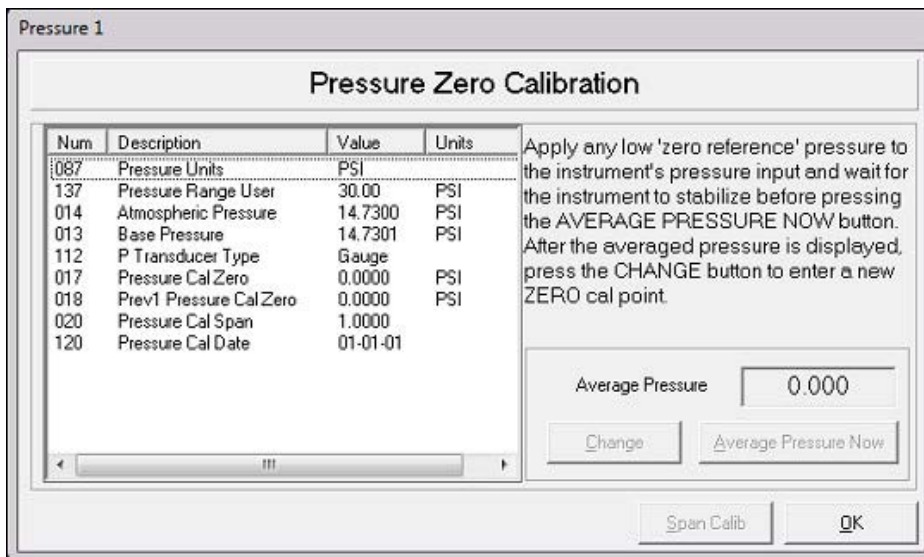 Pressure 1
Pressure Zero Calibration
Num Description Value Units
087 Pressure Units PSI
137 Pressure Range User 30.00 PSI
014 Atmospheric Pressure 14.7300 PSI
013 Base Pressure 14.7301 PSI
112 P Transducer Type Gauge
017 Pressure Cal Zero 0.0000 PSI
018 Prev1 Pressure Cal Zero 0.0000 PSI
020 Pressure Cal Span 1.0000
120 Pressure Cal Date 01-01-01
Apply any low 'zero reference' pressure to
the instrument's pressure input and wait for
the instrument to stabilize before pressing
the AVERAGE PRESSURE NOW button.
After the averaged pressure is displayed,
press the CHANGE button to enter a new
ZERO cal point.
Average Pressure 0.000
Change Average Pressure Now
Span Calib OK